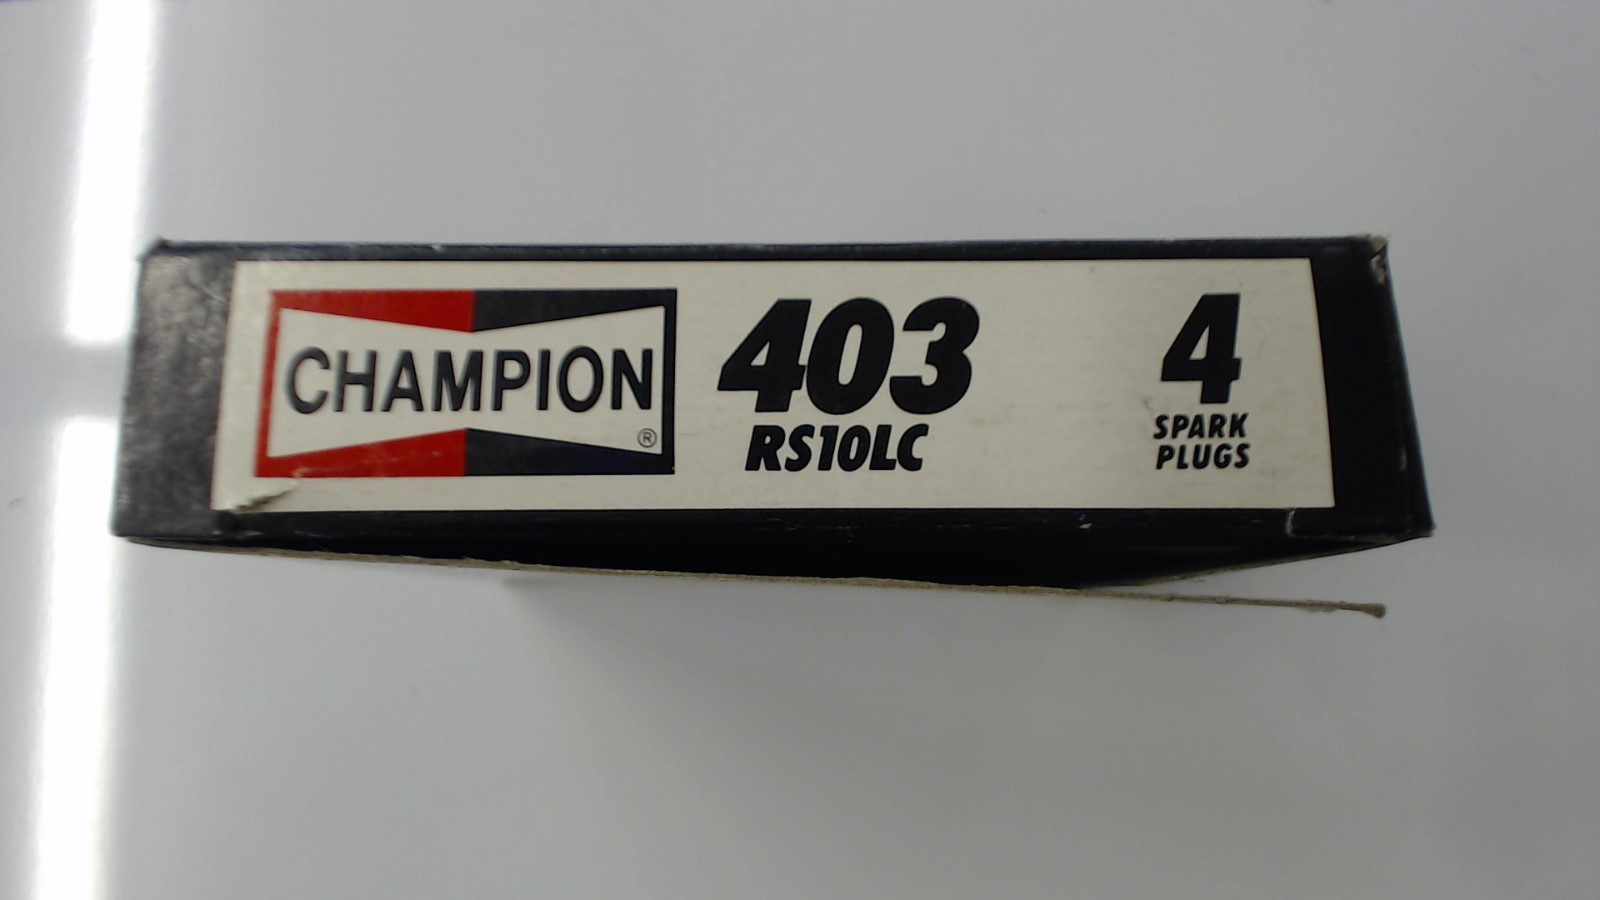 CHAMPION ®
403
RS10LC
4
SPARK
PLUGS